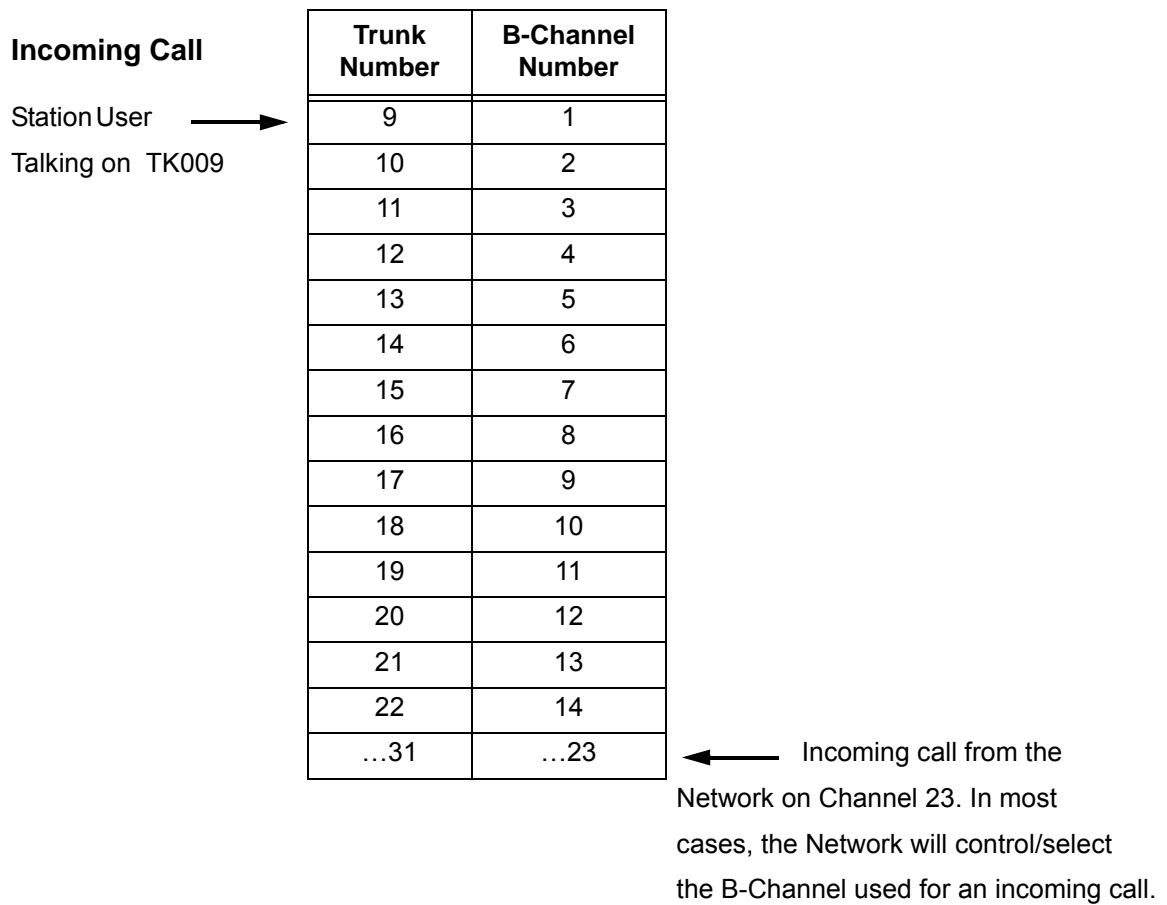 Incoming Call
Station User
Talking on TK009
Trunk Number B-Channel Number
9 1
10 2
11 3
12 4
13 5
14 6
15 7
16 8
17 9
18 10
19 11
20 12
21 13
22 14
…31 …23
Incoming call from the
Network on Channel 23. In most
cases, the Network will control/select
the B-Channel used for an incoming call.